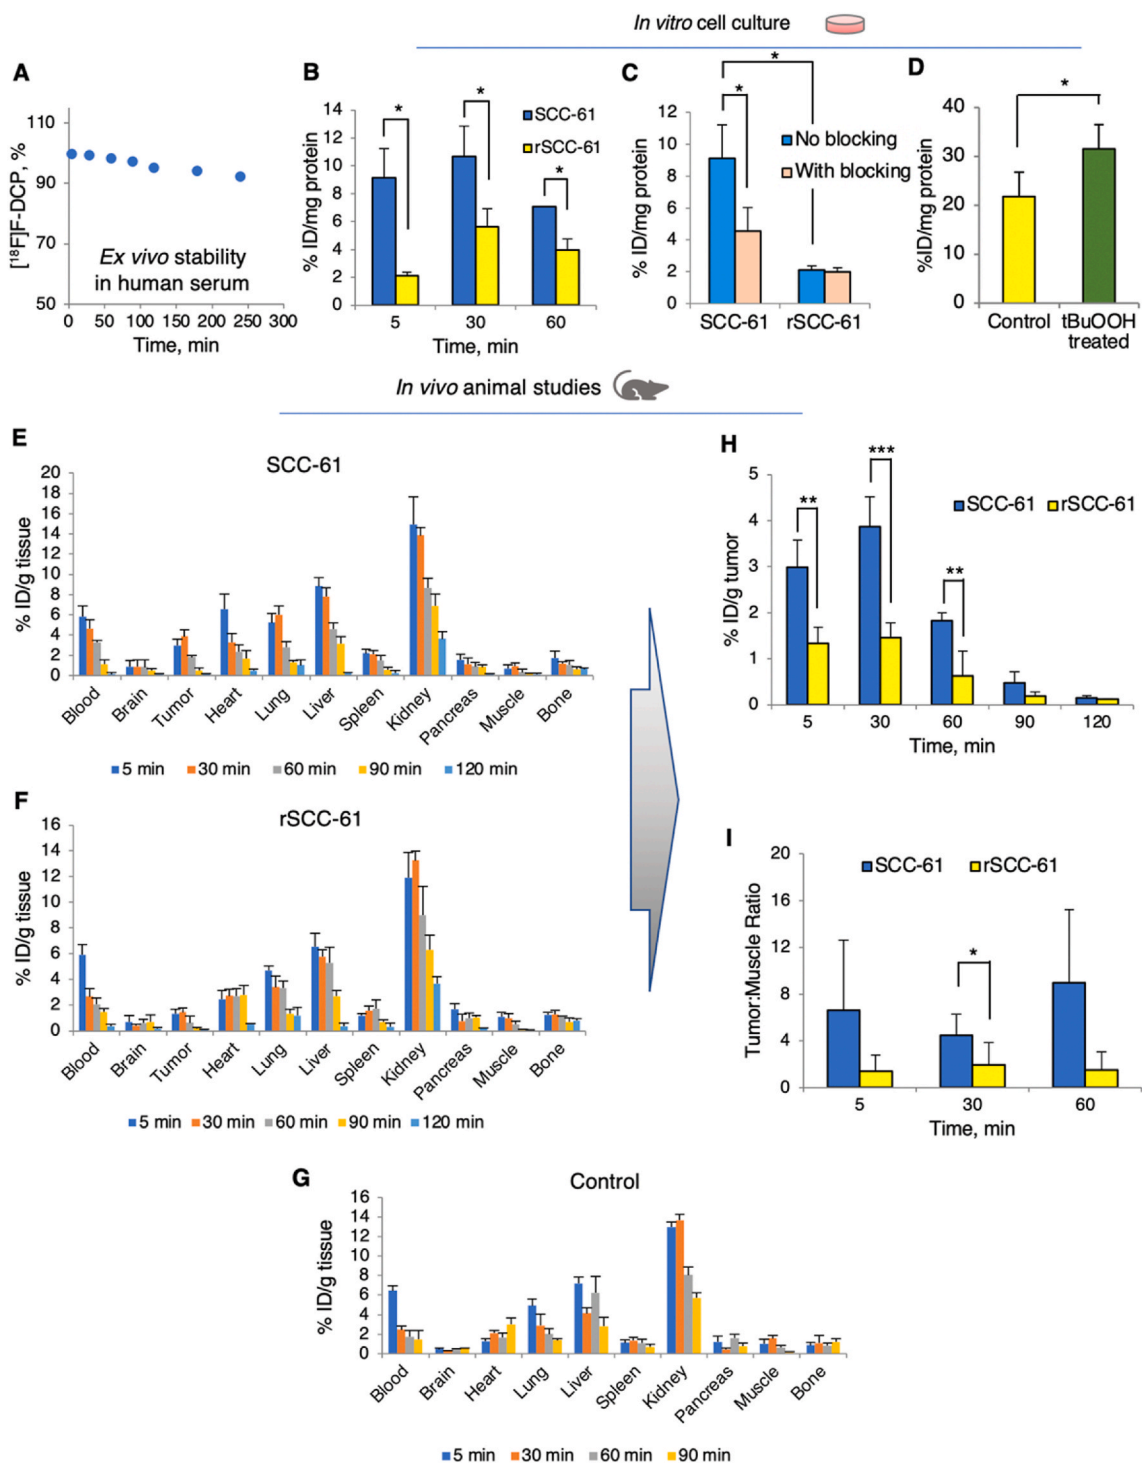 In vitro cell culture
A
[¹⁸F]F-DCP, %
110
90
70
50
Ex vivo stability
in human serum
0 50 100 150 200 250 300
Time, min
B
% ID/mg protein
14
12
10
8
6
4
2
0
* * *
SCC-61
rSCC-61
5 30 60
Time, min
C
% ID/mg protein
12
10
8
6
4
2
0
*
*
No blocking
With blocking
SCC-61 rSCC-61
D
%ID/mg protein
40
30
20
10
0
*
Control tBuOOH
treated
In vivo animal studies
E
SCC-61
% ID/g tissue
20
18
16
14
12
10
8
6
4
2
0
Blood Brain Tumor Heart Lung Liver Spleen Kidney Pancreas Muscle Bone
5 min 30 min 60 min 90 min 120 min
F
rSCC-61
% ID/g tissue
16
14
12
10
8
6
4
2
0
Blood Brain Tumor Heart Lung Liver Spleen Kidney Pancreas Muscle Bone
5 min 30 min 60 min 90 min 120 min
G
Control
% ID/g tissue
16
14
12
10
8
6
4
2
0
Blood Brain Heart Lung Liver Spleen Kidney Pancreas Muscle Bone
5 min 30 min 60 min 90 min
H
% ID/g tumor
5
4
3
2
1
0
** *** **
SCC-61 rSCC-61
5 30 60 90 120
Time, min
I
Tumor:Muscle Ratio
20
16
12
8
4
0
SCC-61 rSCC-61
*
5 30 60
Time, min